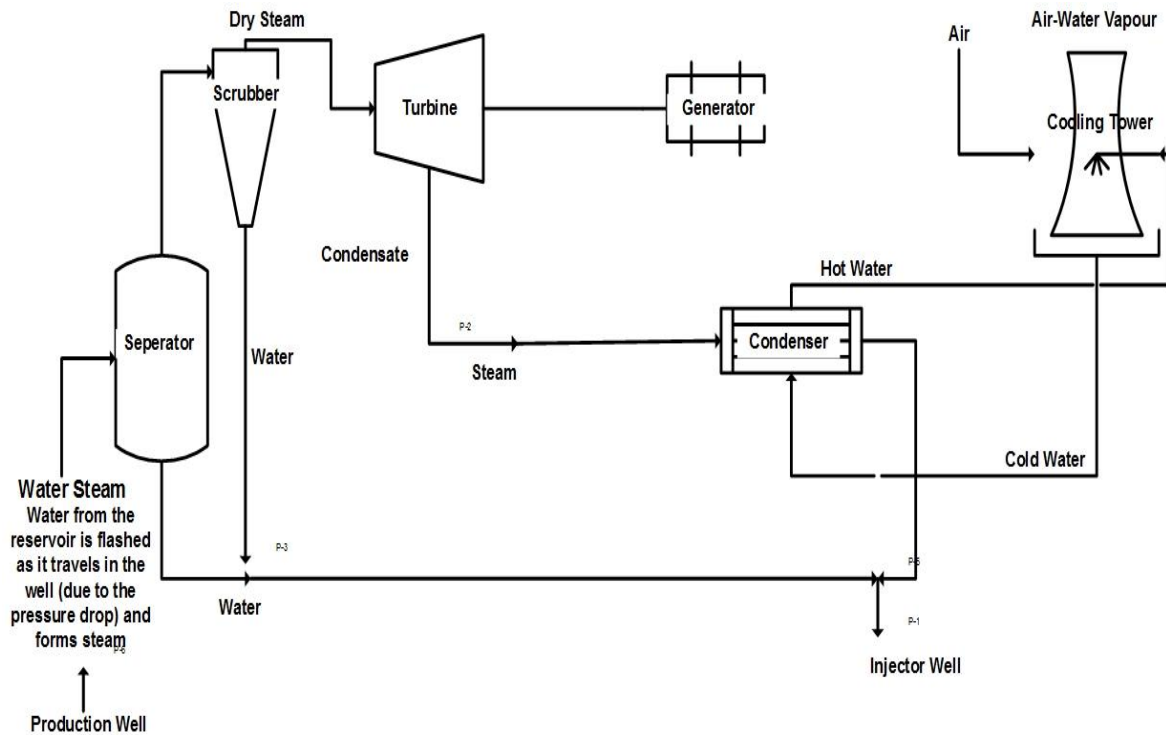 Dry Steam
Air-Water Vapour
Air
Scrubber
Turbine
Generator
Cooling Tower
Condensate
Hot Water
P-2
Seperator
Water
Condenser
Steam
Cold Water
Water Steam
Water from the
reservoir is flashed
as it travels in the
well (due to the
pressure drop) and
forms steam
P-6
P-3
P-5
Water
P-1
Injector Well
Production Well